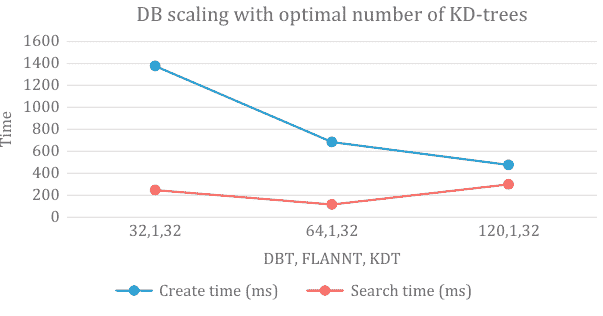 DB scaling with optimal number of KD-trees
1600
1400
1200
1000
800
600
400
200
0
Time
32,1,32 64,1,32 120,1,32
DBT, FLANNT, KDT
Create time (ms) Search time (ms)